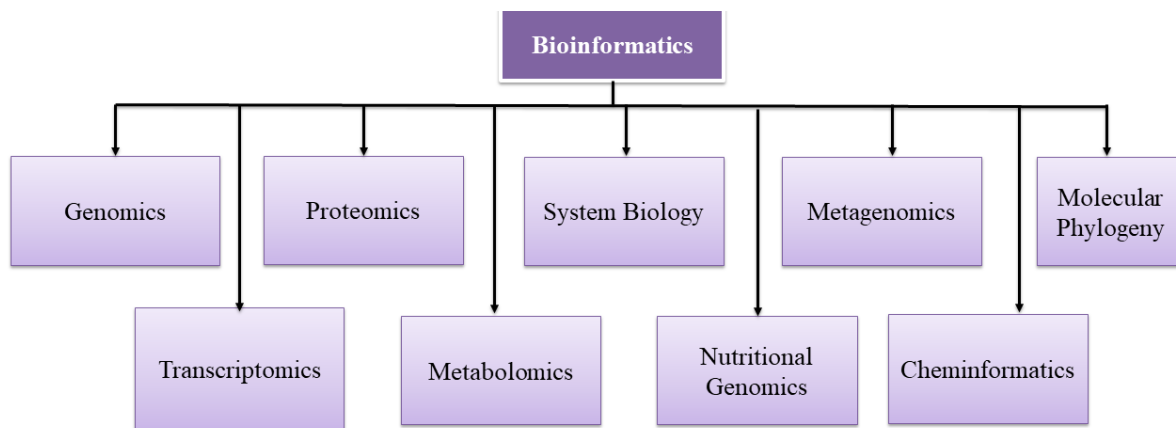 Bioinformatics
Genomics
Proteomics
System Biology
Metagenomics
Molecular
Phylogeny
Transcriptomics
Metabolomics
Nutritional
Genomics
Cheminformatics